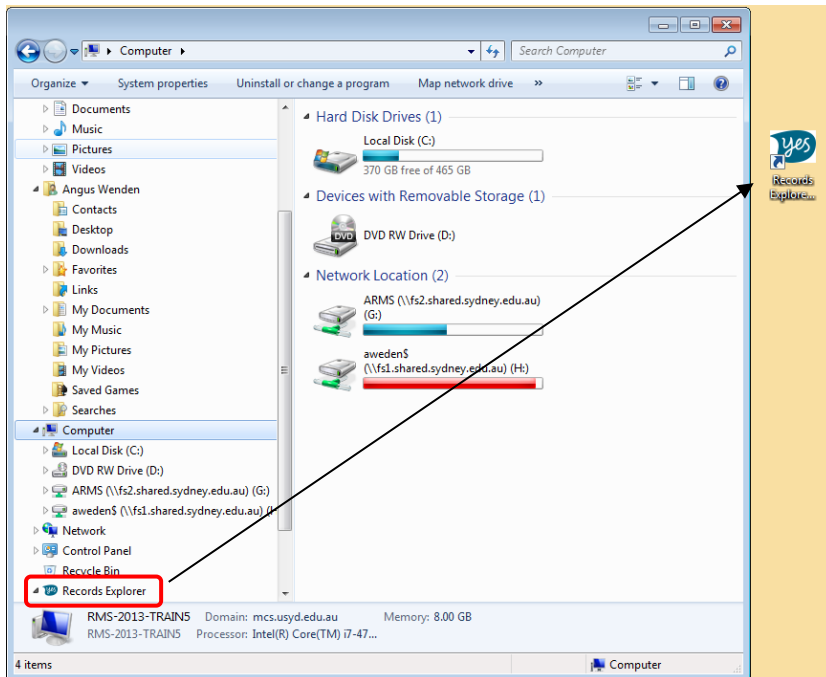 Computer
Search Computer
Organize
System properties
Uninstall or change a program
Map network drive
»
Documents
Music
Pictures
Videos
Angus Wenden
Contacts
Desktop
Downloads
Favorites
Links
My Documents
My Music
My Pictures
My Videos
Saved Games
Searches
Computer
Local Disk (C:)
DVD RW Drive (D:)
ARMS (\\fs2.shared.sydney.edu.au) (G:)
aweden$ (\\fs1.shared.sydney.edu.au)
Network
Control Panel
Recycle Bin
Records Explorer
Hard Disk Drives (1)
Local Disk (C:)
370 GB free of 465 GB
Devices with Removable Storage (1)
DVD
DVD RW Drive (D:)
Network Location (2)
ARMS (\\fs2.shared.sydney.edu.au)
(G:)
aweden$
(\\fs1.shared.sydney.edu.au) (H:)
yes
Records
Explore...
RMS-2013-TRAIN5 Domain: mcs.usyd.edu.au Memory: 8.00 GB
RMS-2013-TRAIN5 Processor: Intel(R) Core(TM) i7-47...
4 items
Computer